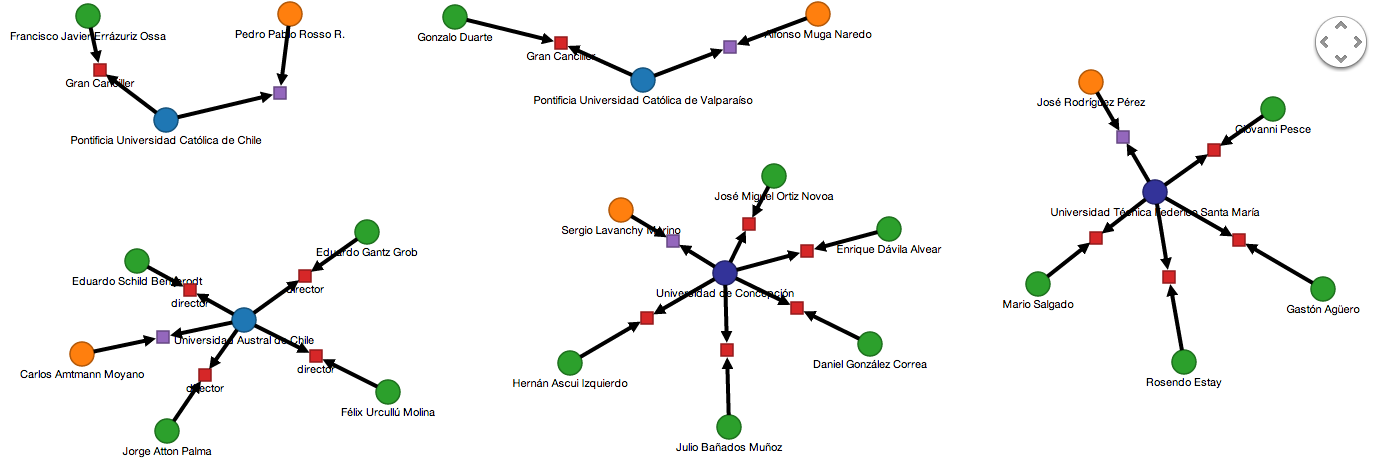 Francisco Javier Errázuriz Ossa
Pedro Pablo Rosso R.
Gran Canciller
Pontificia Universidad Católica de Chile
Gonzalo Duarte
Alfonso Muga Naredo
Gran Canciller
Pontificia Universidad Católica de Valparaíso
José Rodríguez Pérez
Giovanni Pesce
Universidad Técnica Federico Santa María
Mario Salgado
Gastón Agüero
Rosendo Estay
José Miguel Ortiz Novoa
Sergio Lavanchy Merino
Enrique Dávila Alvear
Universidad de Concepción
Daniel González Correa
Hernán Ascui Izquierdo
Julio Bañados Muñoz
Eduardo Gantz Grob
Eduardo Schild
director
director
Universidad Austral de Chile
Carlos Amtmann Moyano
director
director
Félix Urcullú Molina
Jorge Atton Palma